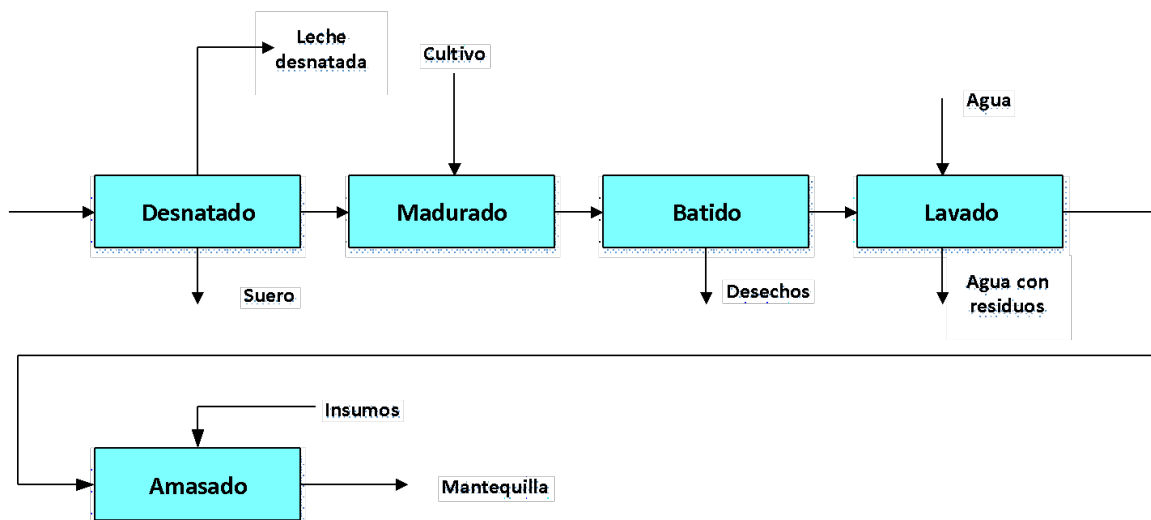 Leche
desnatada
Cultivo
Agua
Desnatado
Madurado
Batido
Lavado
Suero
Desechos
Agua con
residuos
Insumos
Amasado
Mantequilla